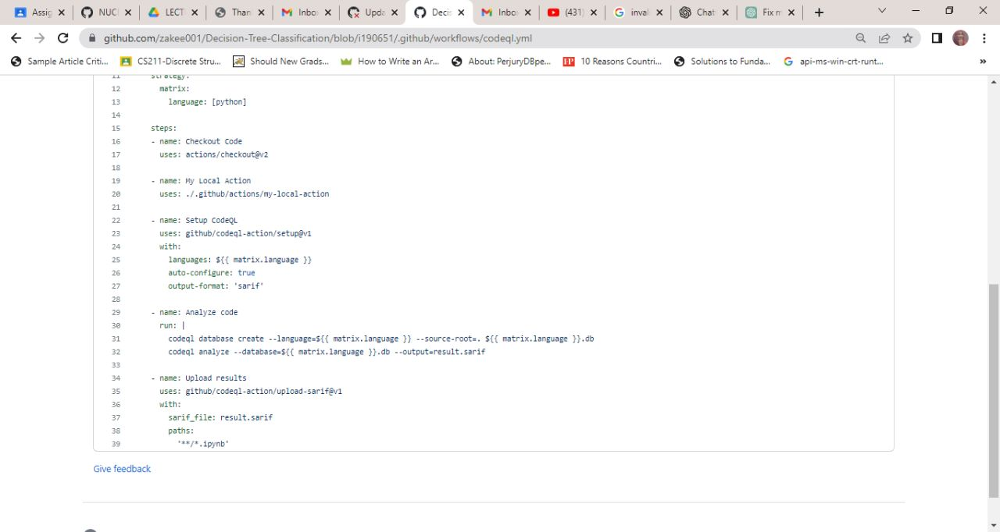 Assig NUCI LECT Than Inbo Upda Decis Inbo (431) inval Chat Fix m
github.com/zakee001/Decision-Tree-Classification/blob/i190651/.github/workflows/codeql.yml
Sample Article Criti... CS211-Discrete Stru... Should New Grads... How to Write an Ar... About: PerjuryDBpe... FP 10 Reasons Countri... Solutions to Funda... api-ms-win-crt-runt... »
11 strategy:
12 matrix:
13 language: [python]
14
15 steps:
16 - name: Checkout Code
17 uses: actions/checkout@v2
18
19 - name: My Local Action
20 uses: ./.github/actions/my-local-action
21
22 - name: Setup CodeQL
23 uses: github/codeql-action/setup@v1
24 with:
25 languages: ${{ matrix.language }}
26 auto-configure: true
27 output-format: 'sarif'
28
29 - name: Analyze code
30 run: |
31 codeql database create --language=${{ matrix.language }} --source-root=. ${{ matrix.language }}.db
32 codeql analyze --database=${{ matrix.language }}.db --output=result.sarif
33
34 - name: Upload results
35 uses: github/codeql-action/upload-sarif@v1
36 with:
37 sarif_file: result.sarif
38 paths:
39 '**/*.ipynb'
Give feedback